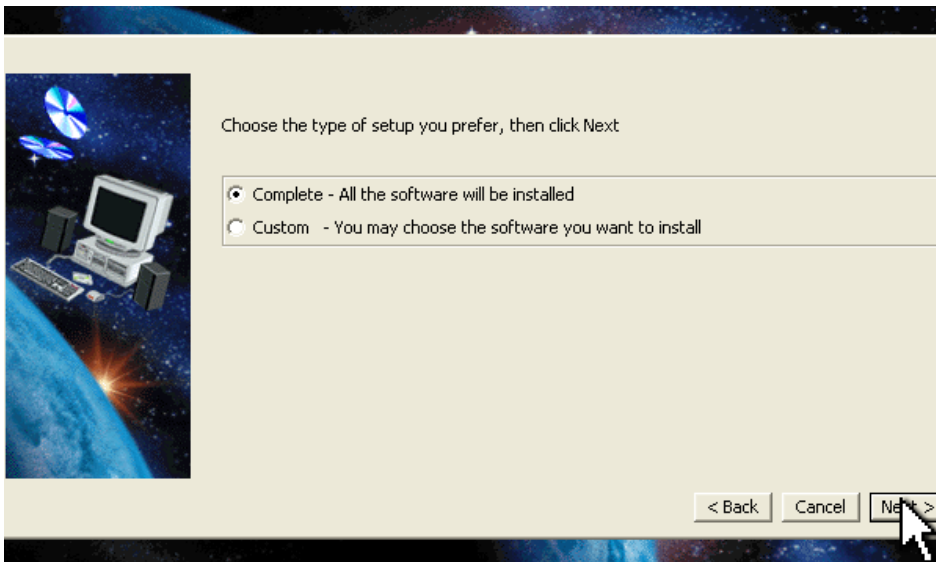 Choose the type of setup you prefer, then click Next
Complete - All the software will be installed
Custom - You may choose the software you want to install
< Back Cancel Next >